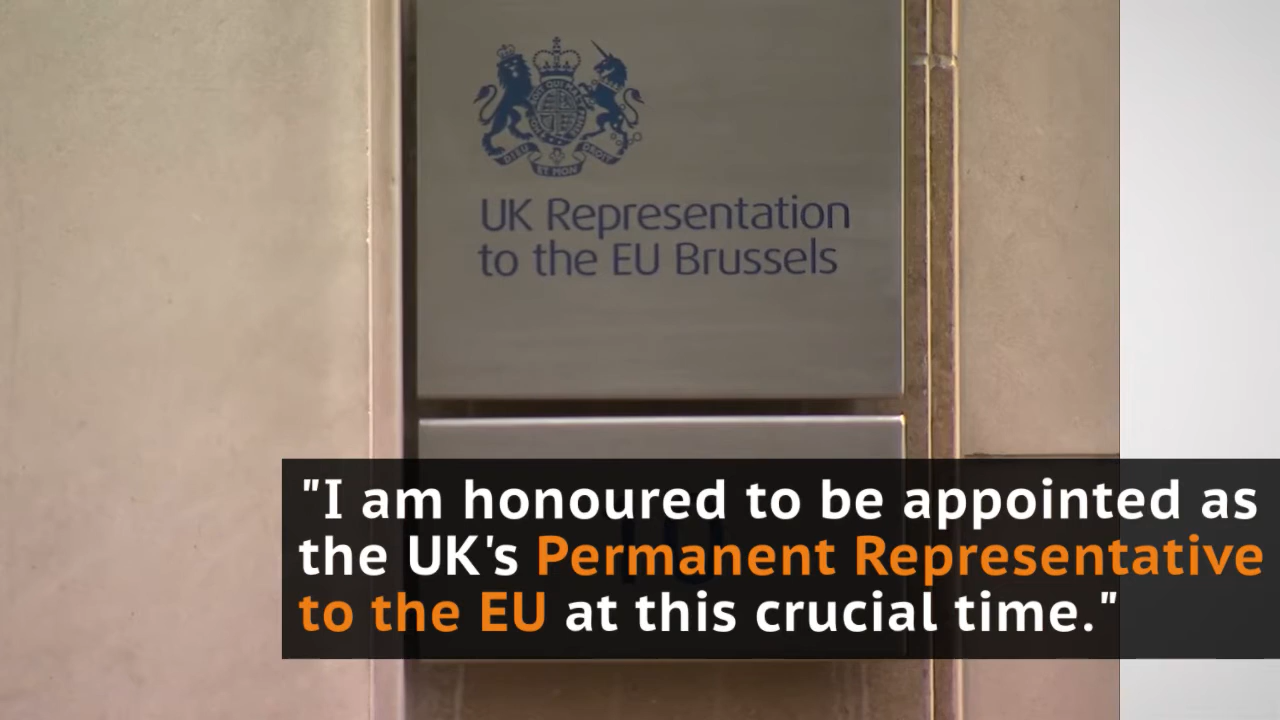 DIEU ET MON DROIT
UK Representation
to the EU Brussels
10
"I am honoured to be appointed as
the UK's Permanent Representative
to the EU at this crucial time."